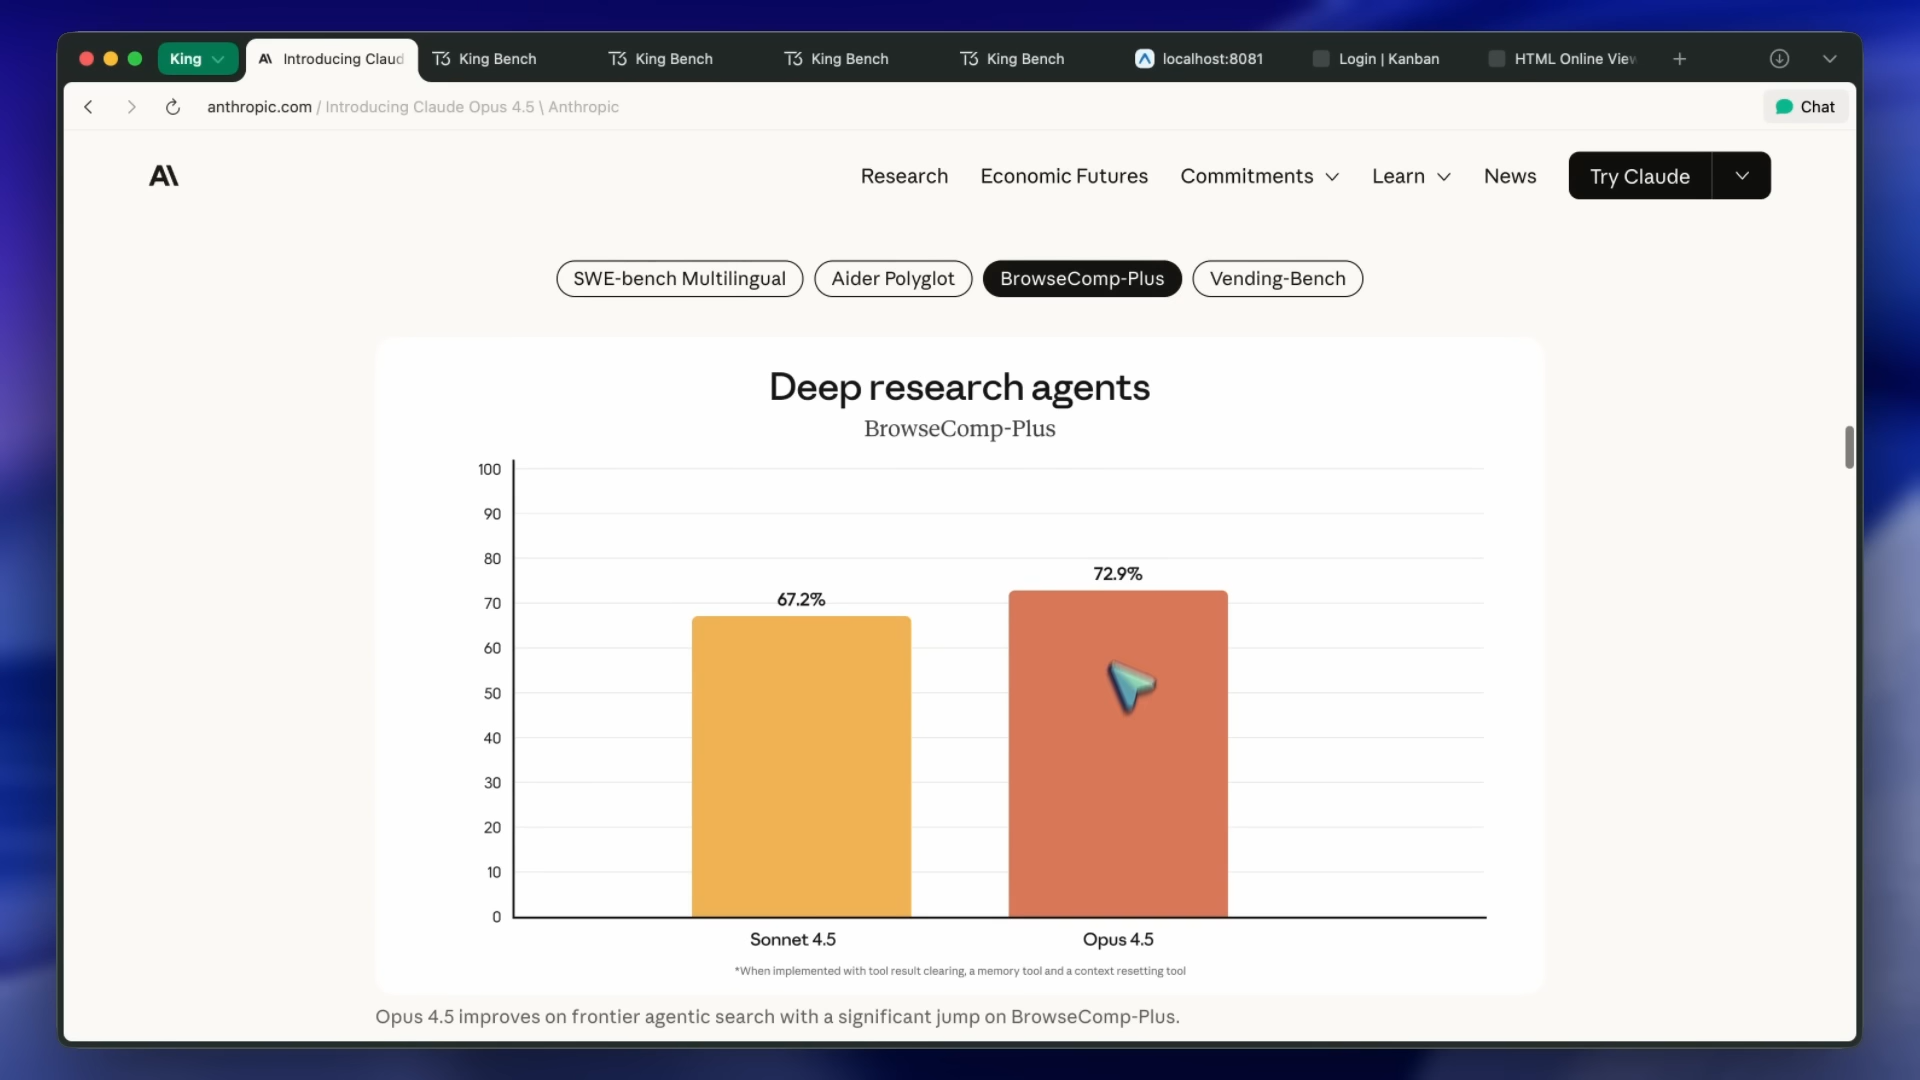 King
Introducing Claud
King Bench
King Bench
King Bench
King Bench
localhost:8081
Login | Kanban
HTML Online View
anthropic.com / Introducing Claude Opus 4.5 \ Anthropic
Chat
Research
Economic Futures
Commitments
Learn
News
Try Claude
SWE-bench Multilingual
Aider Polyglot
BrowseComp-Plus
Vending-Bench
Deep research agents
BrowseComp-Plus
100
90
80
70
60
50
40
30
20
10
0
67.2%
72.9%
Sonnet 4.5
Opus 4.5
*When implemented with tool result clearing, a memory tool and a context resetting tool
Opus 4.5 improves on frontier agentic search with a significant jump on BrowseComp-Plus.